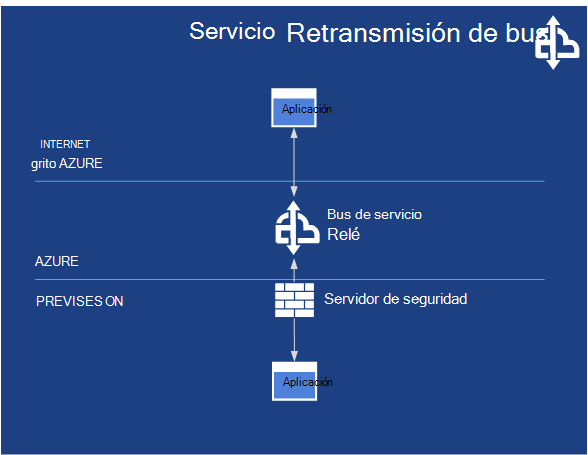 Servicio Retransmisión de bus
Aplicación
INTERNET
grito AZURE
Bus de servicio
Relé
AZURE
PREVISES ON
Servidor de seguridad
Aplicación